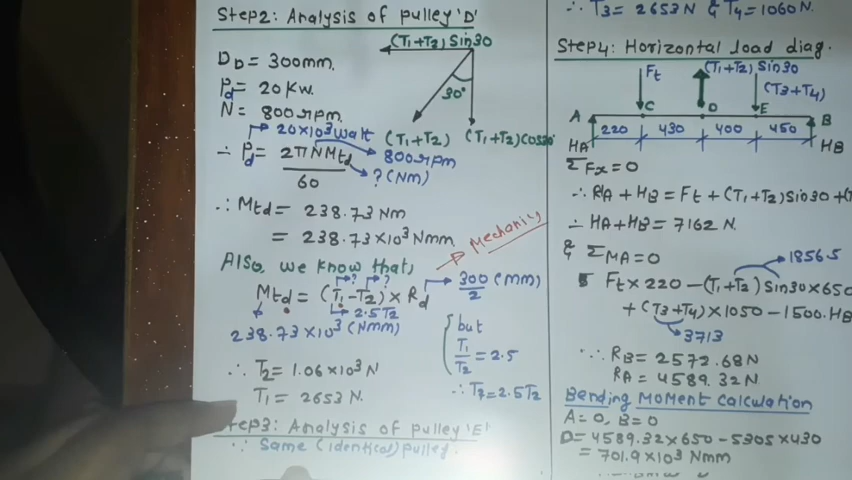 Step2: Analysis of pulley 'D'
(T1+T2) Sin30
DD = 300mm.
Pd = 20 KW.
N = 800 rpm.
30°
20×10³ Watt
(T1+T2)
(T1+T2) Cos30
∴ Pd = 2πNMtd / 60
800rpm
? (Nm)
∴ Mtd = 238.73 Nm
= 238.73×10³ Nmm
Mechanis
Also, we know that,
? ?
300 (mm) / 2
Mtd = (T1-T2) × Rd
2.5T2
238.73×10³ (Nmm)
but
T1 / T2 = 2.5
∴ T2 = 1.06×10³ N
∴ T1 = 2.5T2
T1 = 2653 N.
Step3: Analysis of pulley 'E'
∵ Same (identical) pulley.
∴ T3 = 2653 N & T4 = 1060 N.
Step4: Horizontal load diag.
Ft
(T1+T2) Sin30
(T3+T4)
A C D E B
220 430 400 450
HA HB
ΣFx = 0
∴ RA + HB = Ft + (T1+T2) Sin30 + (T
∴ HA + HB = 7162 N.
& ΣMA = 0
1856.5
Ft × 220 - (T1+T2) Sin30 × 650
+ (T3+T4) × 1050 - 1500.HB
3713
∴ RB = 2572.68 N
RA = 4589.32 N
Bending Moment Calculation
A = 0, B = 0
D = 4589.32×650 - 5305×430
= 701.9×10³ Nmm